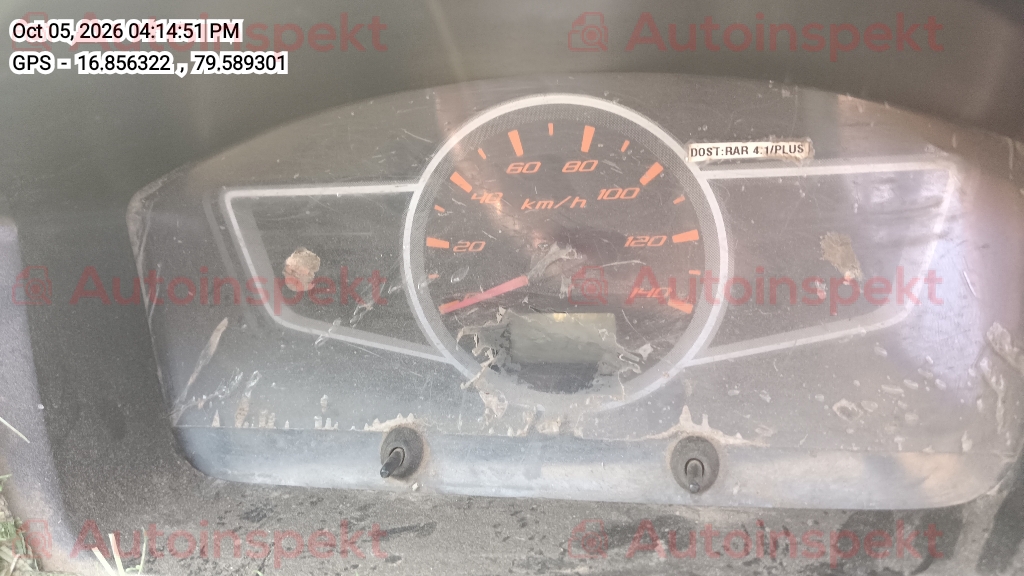 Oct 05, 2026 04:14:51 PM
GPS - 16.856322 , 79.589301
Autoinspekt Autoinspekt
DOST:RAR 4.1/PLUS
60 80
40 km/h 100
20 120
140
Autoinspekt Autoinspekt
Autoinspekt Autoinspekt